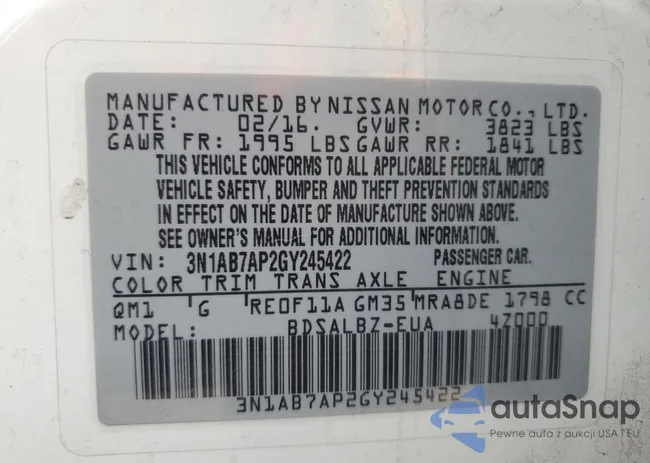 MANUFACTURED BY NISSAN MOTOR CO., LTD.
DATE: 02/16. GVWR: 3823 LBS
GAWR FR: 1995 LBS GAWR RR: 1841 LBS
THIS VEHICLE CONFORMS TO ALL APPLICABLE FEDERAL MOTOR
VEHICLE SAFETY, BUMPER AND THEFT PREVENTION STANDARDS
IN EFFECT ON THE DATE OF MANUFACTURE SHOWN ABOVE.
SEE OWNER'S MANUAL FOR ADDITIONAL INFORMATION.
VIN: 3N1AB7AP2GY245422 PASSENGER CAR.
COLOR TRIM TRANS AXLE ENGINE
QM1 G RE0F11A GM35 MRA8DE 1798 CC
MODEL: BDSALBZ-EUA 4Z000
3N1AB7AP2GY245422
autoSnap
Pewne auta z aukcji USA i EU